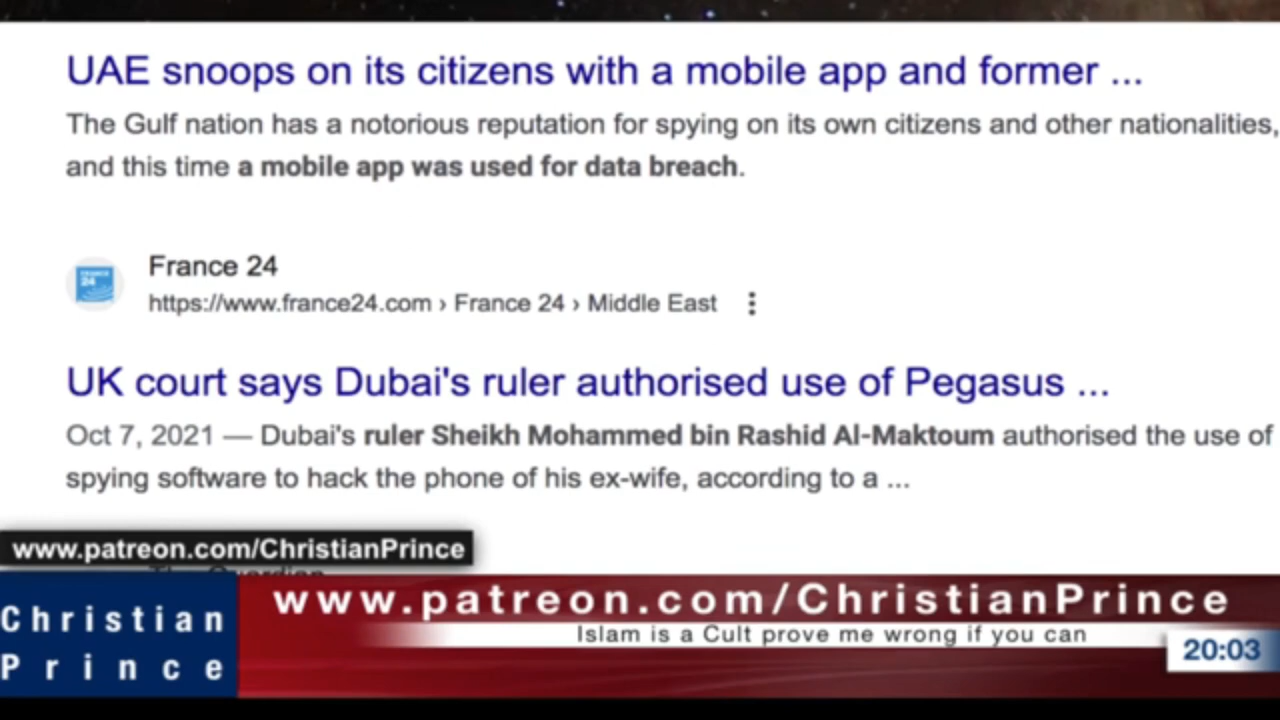 UAE snoops on its citizens with a mobile app and former ...
The Gulf nation has a notorious reputation for spying on its own citizens and other nationalities,
and this time a mobile app was used for data breach.
FRANCE
24
France 24
https://www.france24.com › France 24 › Middle East
UK court says Dubai's ruler authorised use of Pegasus ...
Oct 7, 2021 — Dubai's ruler Sheikh Mohammed bin Rashid Al-Maktoum authorised the use of
spying software to hack the phone of his ex-wife, according to a ...
www.patreon.com/ChristianPrince
The Guardian
Christian
Prince
www.patreon.com/ChristianPrince
Islam is a Cult prove me wrong if you can
20:03